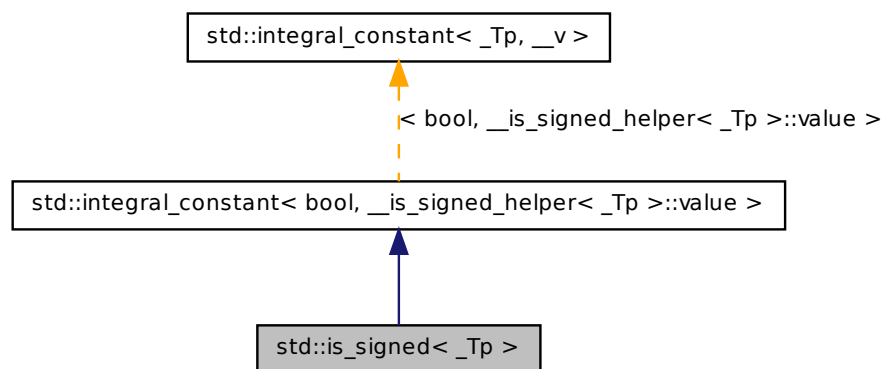 std::integral_constant< _Tp, __v >
< bool, __is_signed_helper< _Tp >::value >
std::integral_constant< bool, __is_signed_helper< _Tp >::value >
std::is_signed< _Tp >